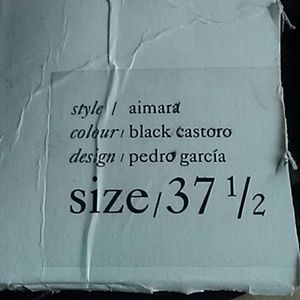 style / aimara
colour / black castoro
design / pedro garcía
size / 37 1/2